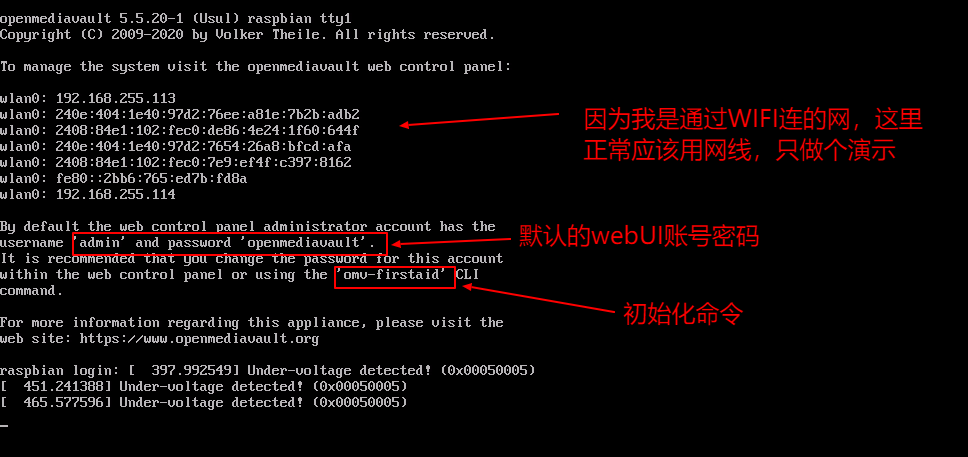 openmediavault 5.5.20-1 (Usul) raspbian tty1
Copyright (C) 2009-2020 by Volker Theile. All rights reserved.
To manage the system visit the openmediavault web control panel:
wlan0: 192.168.255.113
wlan0: 240e:404:1e40:97d2:76ee:a81e:7b2b:adb2
wlan0: 2408:84e1:102:fec0:de86:4e24:1f60:644f
wlan0: 240e:404:1e40:97d2:7654:26a8:bfcd:afa
wlan0: 2408:84e1:102:fec0:7e9:ef4f:c397:8162
wlan0: fe80::2bb6:765:ed7b:fd8a
wlan0: 192.168.255.114
因为我是通过WIFI连的网，这里
正常应该用网线，只做个演示
By default the web control panel administrator account has the
username 'admin' and password 'openmediavault'.
It is recommended that you change the password for this account
within the web control panel or using the 'omv-firstaid' CLI
command.
默认的webUI账号密码
初始化命令
For more information regarding this appliance, please visit the
web site: https://www.openmediavault.org
raspbian login: [  397.992549] Under-voltage detected! (0x00050005)
[  451.241388] Under-voltage detected! (0x00050005)
[  465.577596] Under-voltage detected! (0x00050005)